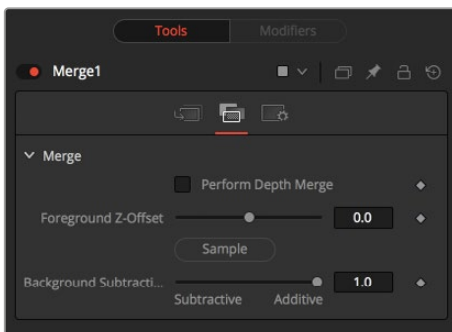 Tools Modifiers
Merge1
Merge
Perform Depth Merge
Foreground Z-Offset 0.0
Sample
Background Subtracti... 1.0
Subtractive Additive